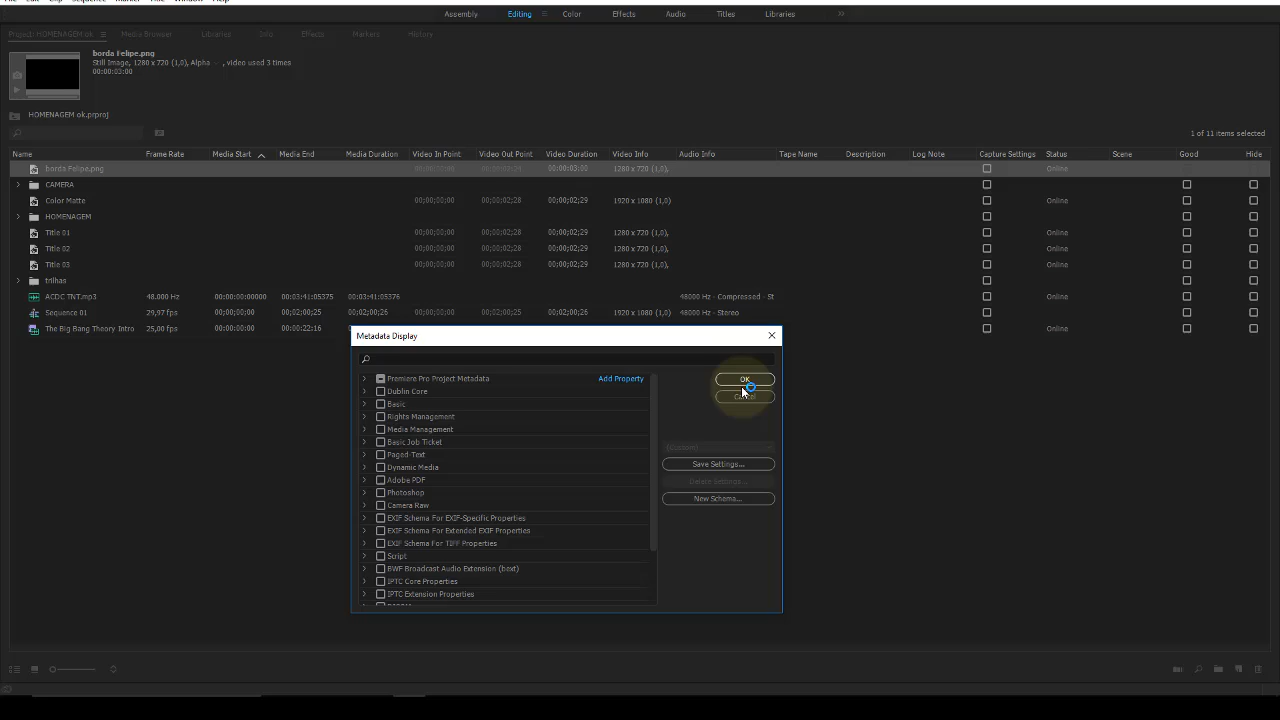 File Edit Clip Sequence Marker Title Window Help
Assembly Editing Color Effects Audio Titles Libraries
Project: HOMENAGEM ok Media Browser Libraries Info Effects Markers History
borda Felipe.png
Still Image, 1280 x 720 (1,0), Alpha , video used 3 times
00:00:03:00
HOMENAGEM ok.prproj
1 of 11 items selected
Name Frame Rate Media Start Media End Media Duration Video In Point Video Out Point Video Duration Video Info Audio Info Tape Name Description Log Note Capture Settings Status Scene Good Hide
borda Felipe.png 00:00:03:00 1280 x 720 (1,0), Online
CAMERA
Color Matte 00;00;00;00 00;00;02;28 00;00;02;29 1920 x 1080 (1,0) Online
HOMENAGEM
Title 01 00;00;00;00 00;00;02;28 00;00;02;29 1280 x 720 (1,0), Online
Title 02 00;00;00;00 00;00;02;28 00;00;02;29 1280 x 720 (1,0), Online
Title 03 00;00;00;00 00;00;02;28 00;00;02;29 1280 x 720 (1,0), Online
trilhas
ACDC TNT.mp3 48.000 Hz 00:00:00:00000 00:03:41:05375 00:03:41:05376 48000 Hz - Compressed - St Online
Sequence 01 29,97 fps 00;00;00;00 00;02;00;25 00;02;00;26 00;00;00;00 00;02;00;25 00;02;00;26 1920 x 1080 (1,0) 48000 Hz - Stereo
The Big Bang Theory Intro 25,00 fps 00:00:00:00 00:00:22:16 Online
Metadata Display
Premiere Pro Project Metadata Add Property
OK
Dublin Core
Cancel
Basic
Rights Management
Media Management
Basic Job Ticket
(Custom)
Paged-Text
Save Settings...
Dynamic Media
Adobe PDF
Delete Settings...
Photoshop
New Schema...
Camera Raw
EXIF Schema For EXIF-Specific Properties
EXIF Schema For Extended EXIF Properties
EXIF Schema For TIFF Properties
Script
BWF Broadcast Audio Extension (bext)
IPTC Core Properties
IPTC Extension Properties